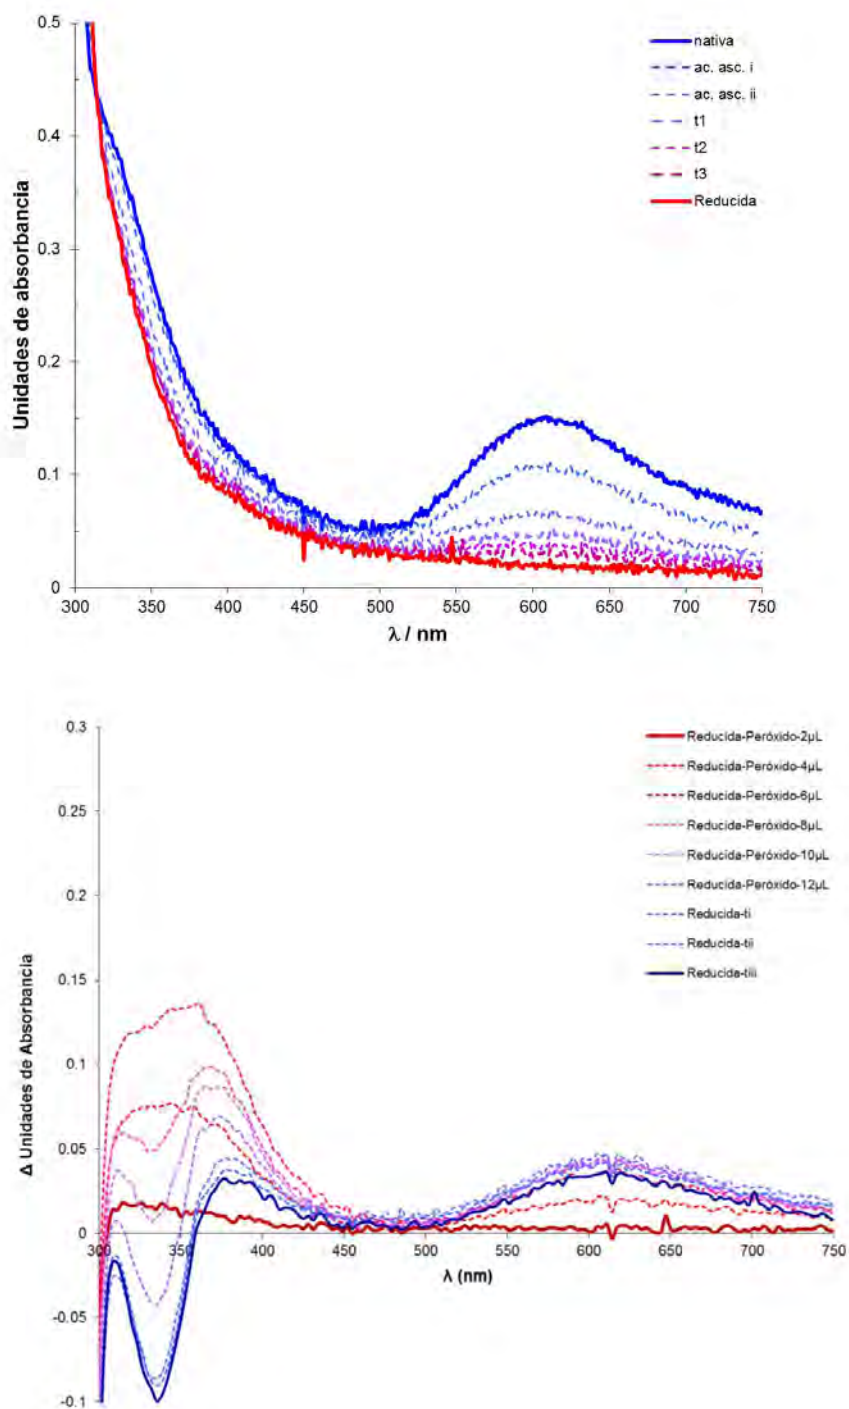 0.5
0.4
0.3
0.2
0.1
0
Unidades de absorbancia
300 350 400 450 500 550 600 650 700 750
λ / nm
nativa
ac. asc. i
ac. asc. ii
t1
t2
t3
Reducida
0.3
0.25
0.2
0.15
0.1
0.05
0
-0.05
-0.1
Δ Unidades de Absorbancia
300 350 400 450 500 550 600 650 700 750
λ (nm)
Reducida-Peróxido-2μL
Reducida-Peróxido-4μL
Reducida-Peróxido-6μL
Reducida-Peróxido-8μL
Reducida-Peróxido-10μL
Reducida-Peróxido-12μL
Reducida-ti
Reducida-tii
Reducida-tiii